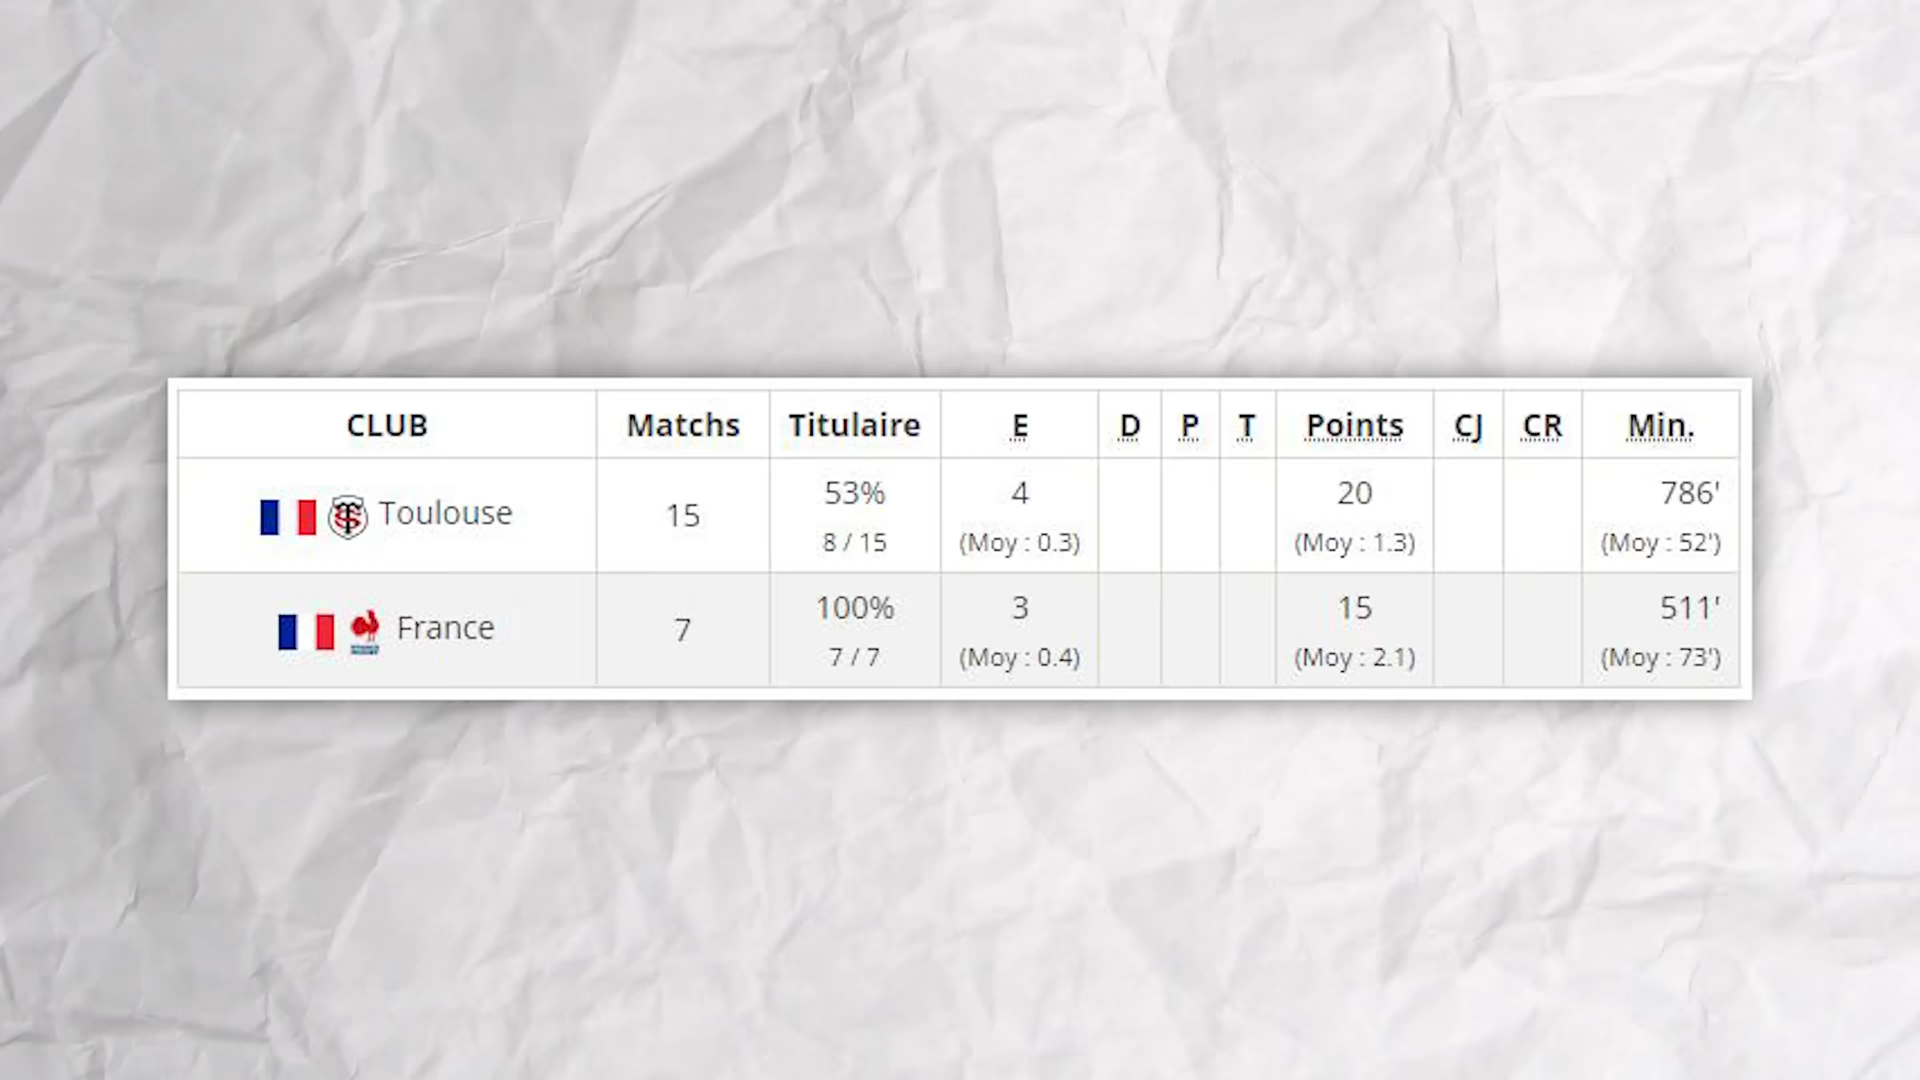 CLUB Matchs Titulaire E D P T Points CJ CR Min.
Toulouse 15 53% 4 20 786'
8 / 15 (Moy : 0.3) (Moy : 1.3) (Moy : 52')
France 7 100% 3 15 511'
7 / 7 (Moy : 0.4) (Moy : 2.1) (Moy : 73')